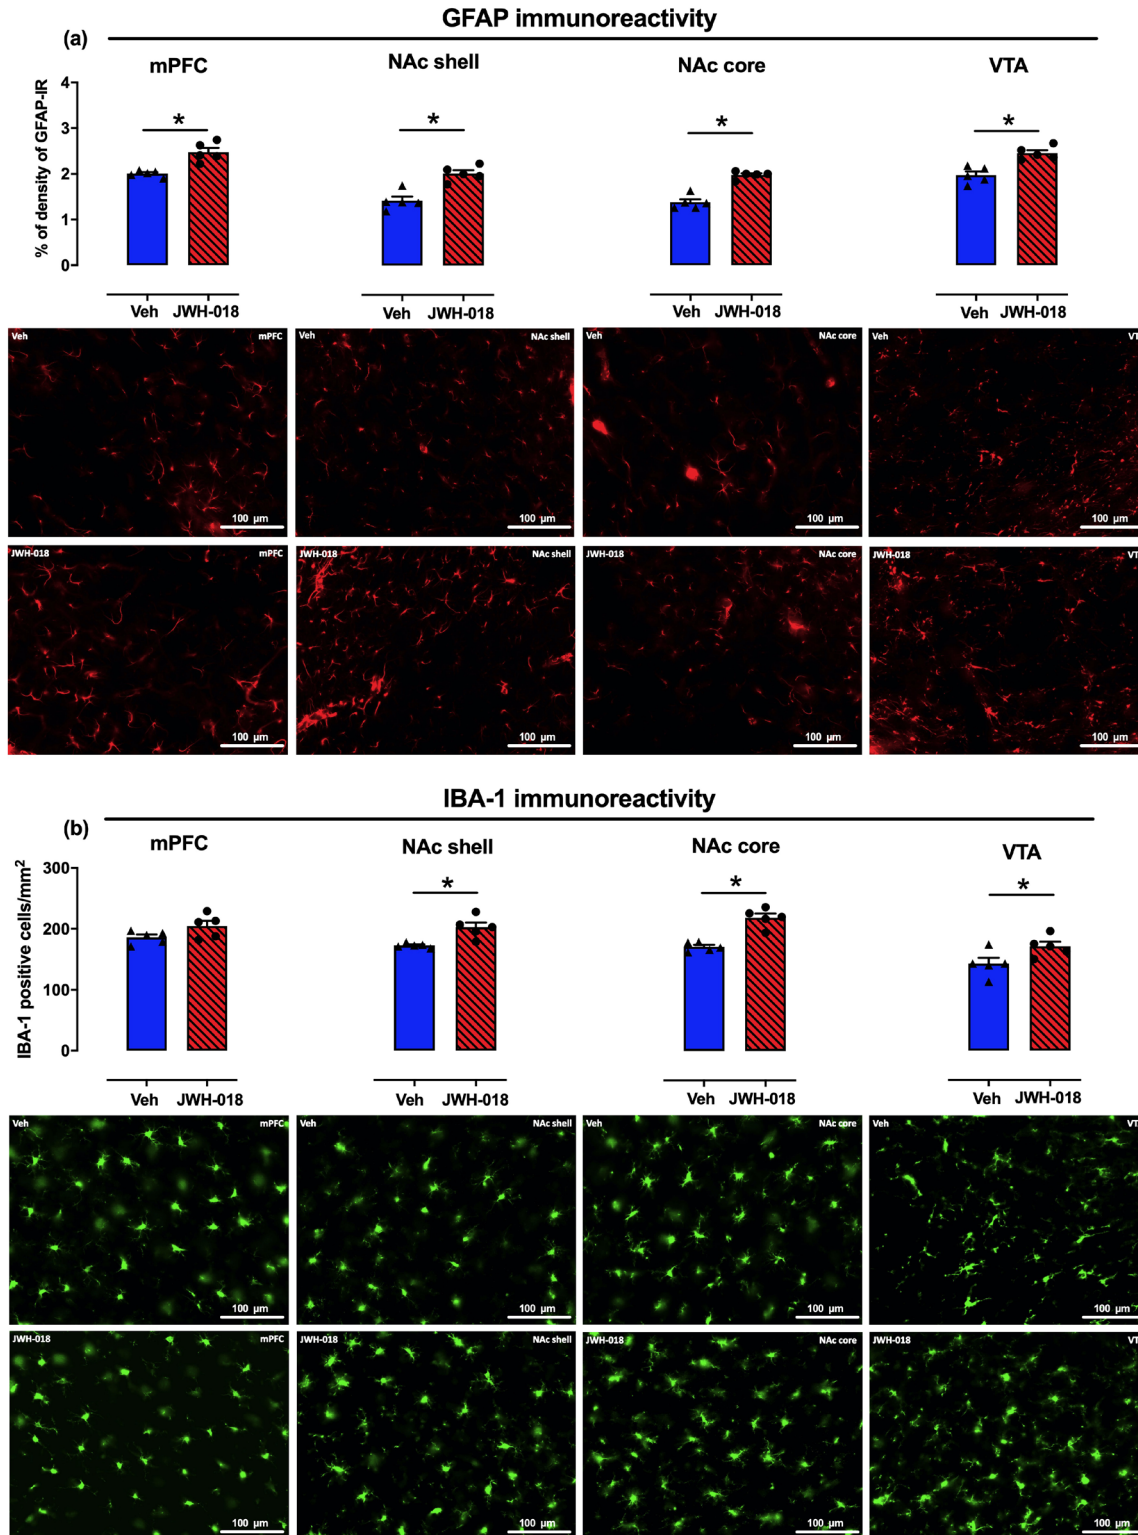 GFAP immunoreactivity
(a)
mPFC NAc shell NAc core VTA
% of density of GFAP-IR
4
3
2
1
0
* * * *
Veh JWH-018 Veh JWH-018 Veh JWH-018 Veh JWH-018
Veh mPFC Veh NAc shell Veh NAc core Veh VT
100 µm 100 µm 100 µm 100 µm
JWH-018 mPFC JWH-018 NAc shell JWH-018 NAc core JWH-018 VT
100 µm 100 µm 100 µm 100 µm
IBA-1 immunoreactivity
(b)
mPFC NAc shell NAc core VTA
IBA-1 positive cells/mm²
300
200
100
0
* * *
Veh JWH-018 Veh JWH-018 Veh JWH-018 Veh JWH-018
Veh mPFC Veh NAc shell Veh NAc core Veh VT
100 µm 100 µm 100 µm 100 µm
JWH-018 mPFC JWH-018 NAc shell JWH-018 NAc core JWH-018 VT
100 µm 100 µm 100 µm 100 µm